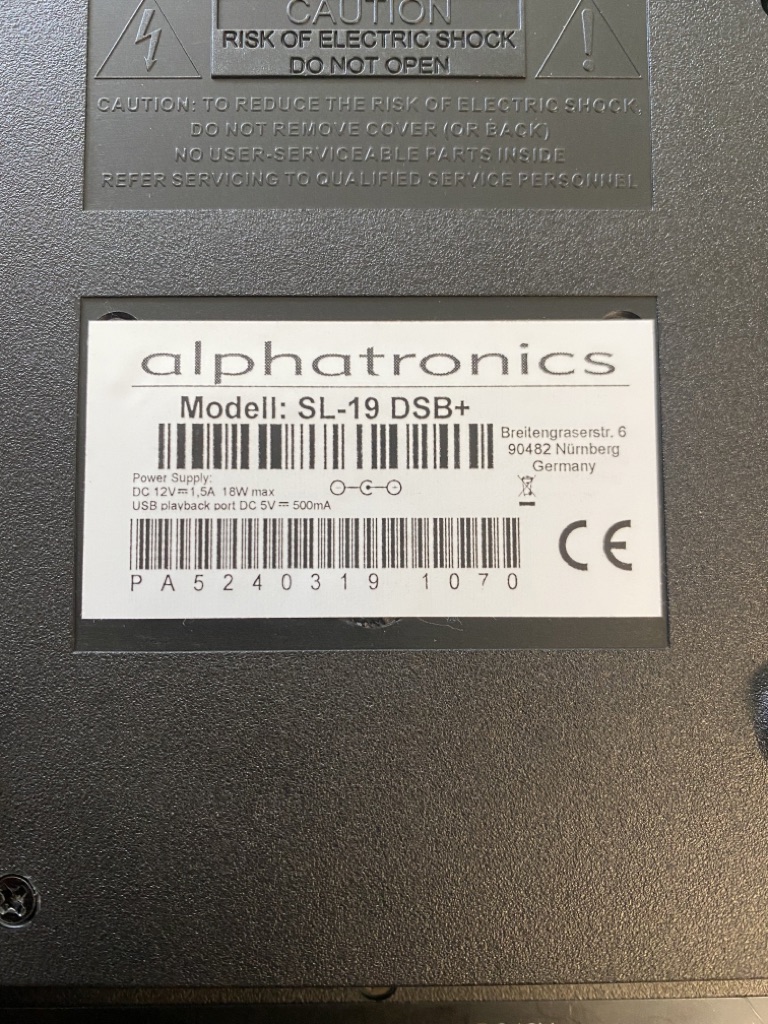 CAUTION
RISK OF ELECTRIC SHOCK
DO NOT OPEN
CAUTION: TO REDUCE THE RISK OF ELECTRIC SHOCK,
DO NOT REMOVE COVER (OR BACK)
NO USER-SERVICEABLE PARTS INSIDE
REFER SERVICING TO QUALIFIED SERVICE PERSONNEL
alphatronics
Modell: SL-19 DSB+
Breitengraserstr. 6
90482 Nürnberg
Germany
Power Supply:
DC 12V⎓1,5A 18W max
USB playback port DC 5V⎓ 500mA
CE
PA5240319 1070